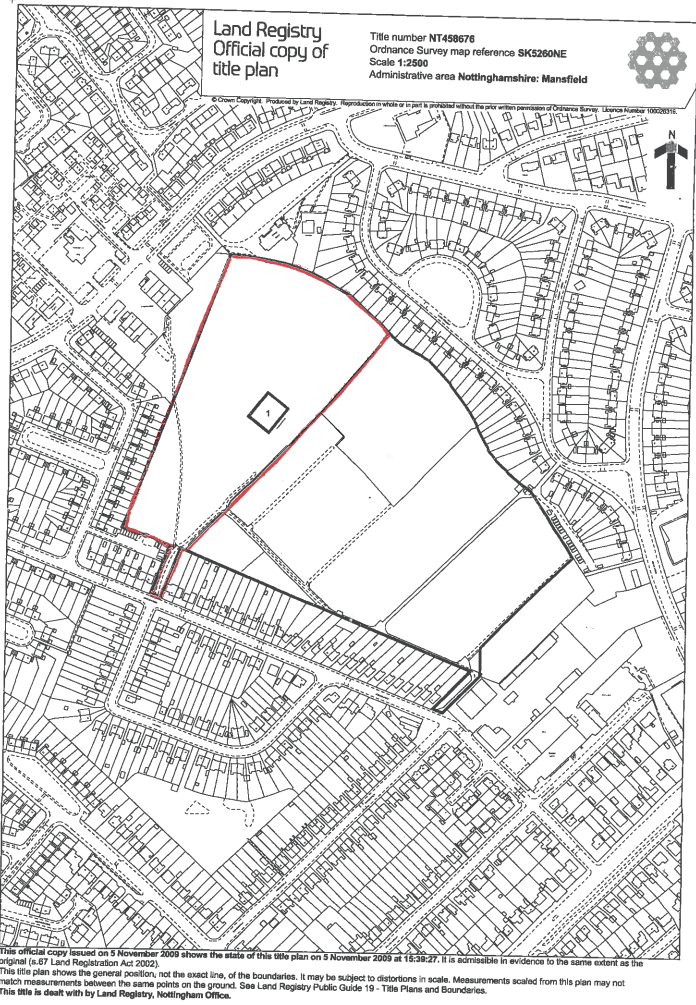 Land Registry
Official copy of
title plan
Title number NT458676
Ordnance Survey map reference SK5260NE
Scale 1:2500
Administrative area Nottinghamshire: Mansfield
© Crown Copyright. Produced by Land Registry. Reproduction in whole or in part is prohibited without the prior written permission of Ordnance Survey. Licence Number 100026316.
N
1
This official copy issued on 5 November 2009 shows the state of this title plan on 5 November 2009 at 15:39:27. It is admissible in evidence to the same extent as the
original (s.67 Land Registration Act 2002).
This title plan shows the general position, not the exact line, of the boundaries. It may be subject to distortions in scale. Measurements scaled from this plan may not
match measurements between the same points on the ground. See Land Registry Public Guide 19 - Title Plans and Boundaries.
This title is dealt with by Land Registry, Nottingham Office.